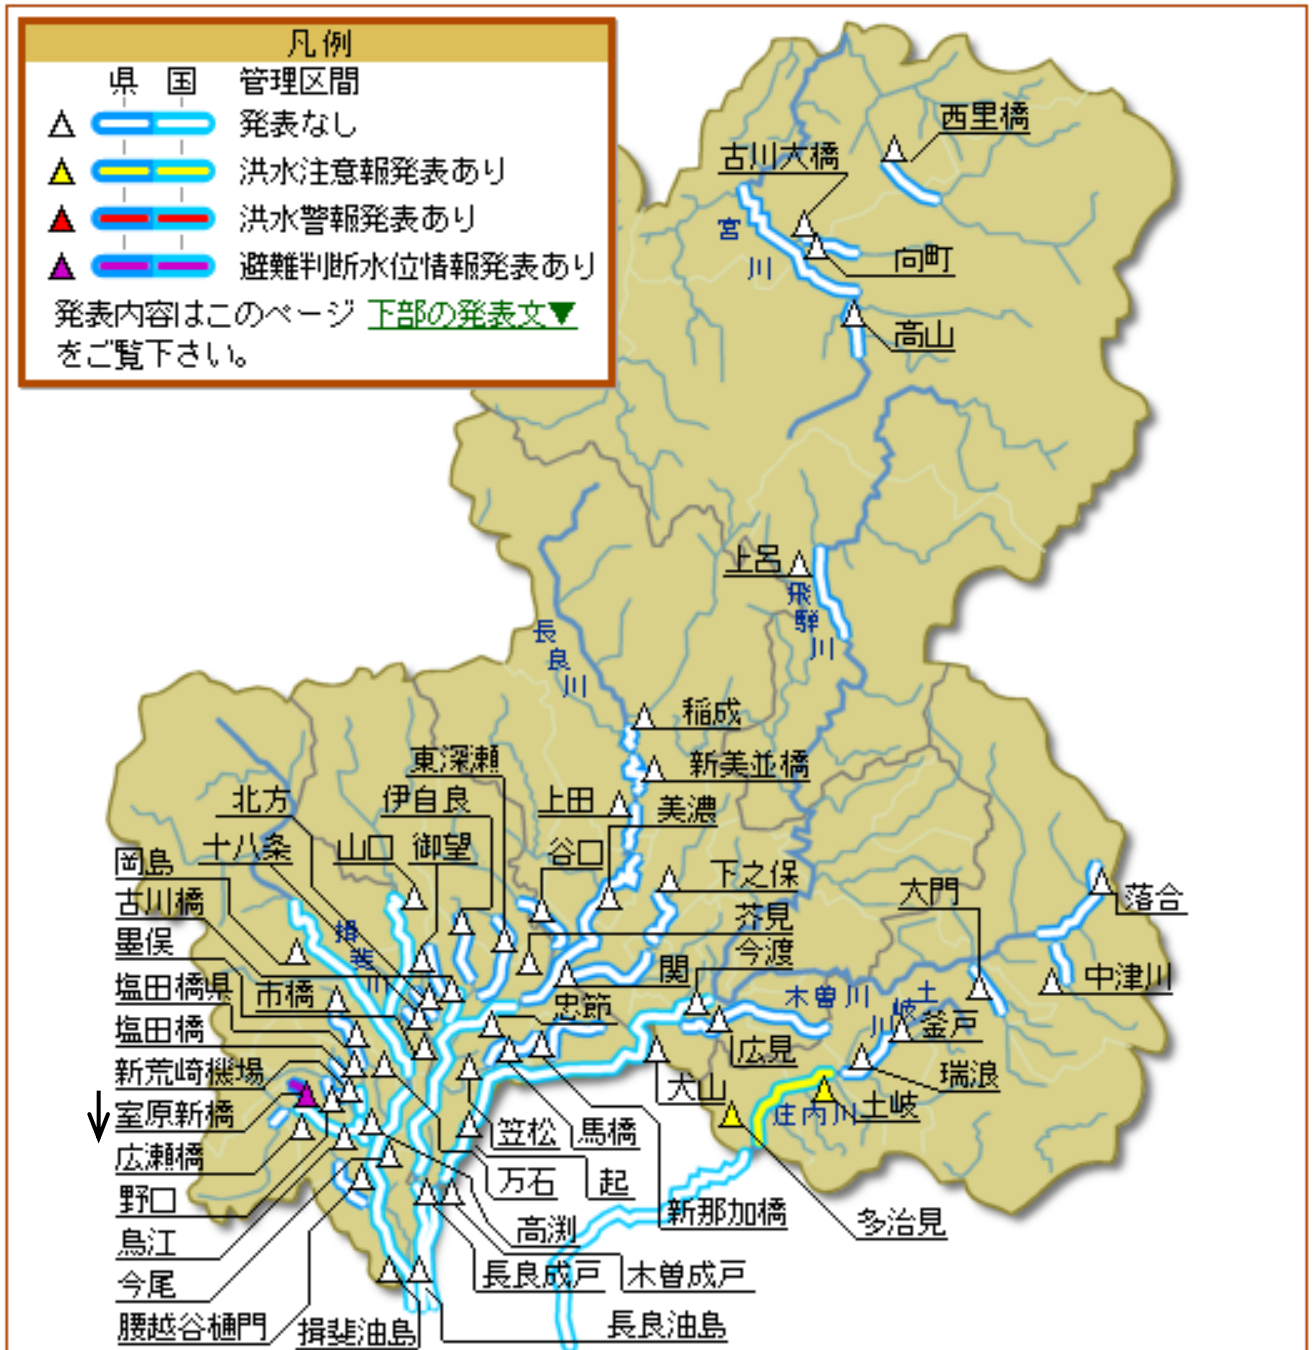 凡例
県 国 管理区間
発表なし
洪水注意報発表あり
洪水警報発表あり
避難判断水位情報発表あり
発表内容はこのページ 下部の発表文▼
をご覧下さい。
西里橋
古川大橋
宮川
向町
高山
上呂
飛騨川
長良川
稲成
新美並橋
東深瀬
北方
伊自良
上田
美濃
十八条
山口
御望
谷口
岡島
下之保
大門
落合
古川橋
芥見
墨俣
揖斐川
関
今渡
中津川
塩田橋県
市橋
忠節
木曽川
土岐川
釜戸
塩田橋
広見
新荒崎機場
犬山
瑞浪
室原新橋
庄内川
土岐
笠松
馬橋
広瀬橋
万石
起
野口
新那加橋
多治見
烏江
高渕
今尾
長良成戸
木曽成戸
腰越谷樋門
揖斐油島
長良油島